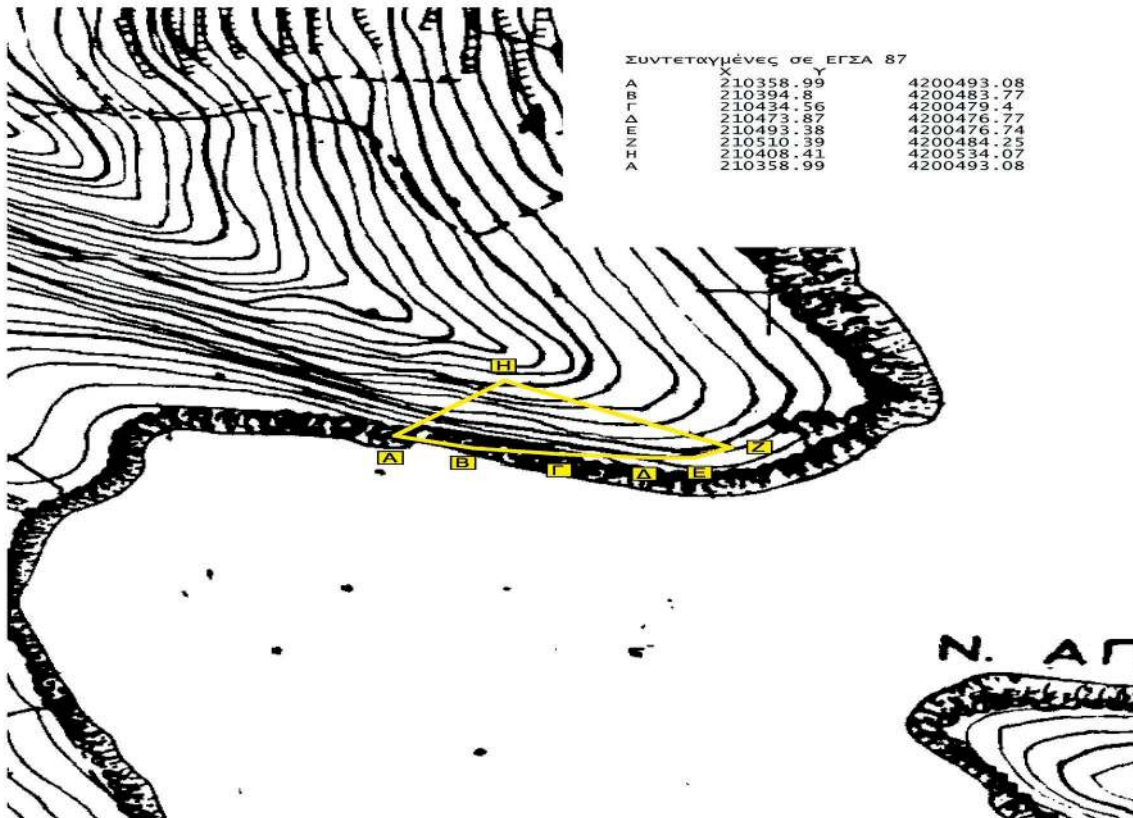 Συντεταγμένες σε ΕΓΣΑ 87
Χ Υ
Α 210358.99 4200493.08
Β 210394.8 4200483.77
Γ 210434.56 4200479.4
Δ 210473.87 4200476.77
Ε 210493.38 4200476.74
Ζ 210510.39 4200484.25
Η 210408.41 4200534.07
Α 210358.99 4200493.08
Η
Α
Β
Γ
Δ
Ε
Ζ
Ν. ΑΓ